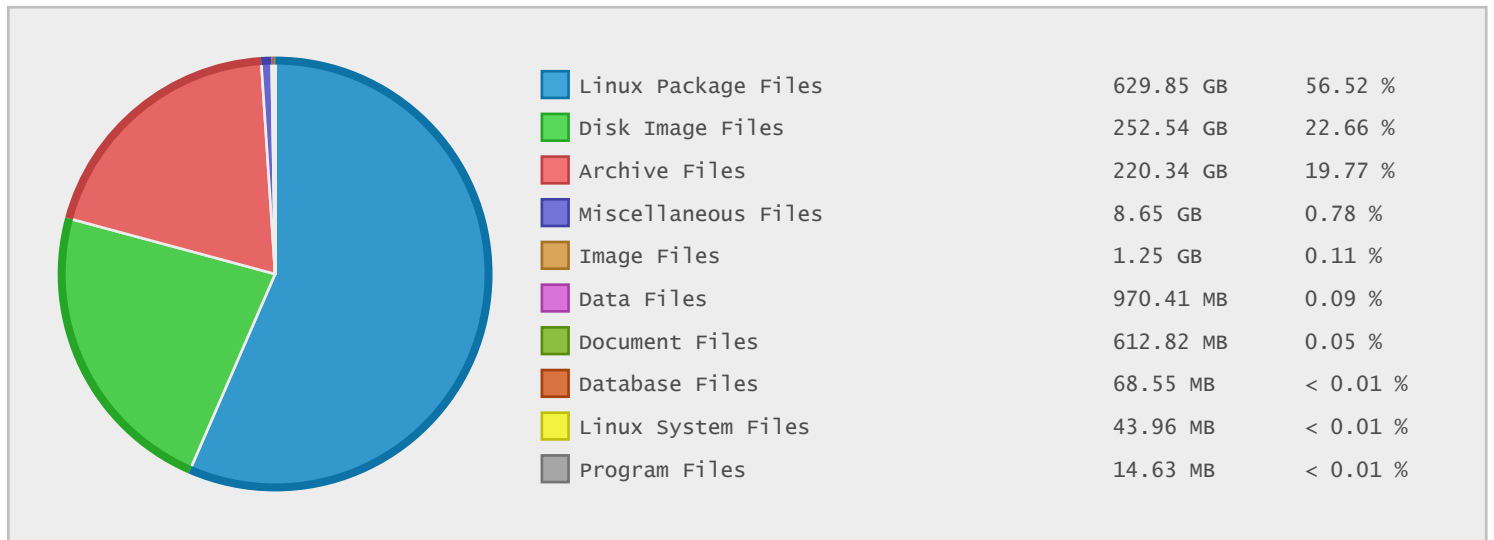 Linux Package Files 629.85 GB 56.52 %
Disk Image Files 252.54 GB 22.66 %
Archive Files 220.34 GB 19.77 %
Miscellaneous Files 8.65 GB 0.78 %
Image Files 1.25 GB 0.11 %
Data Files 970.41 MB 0.09 %
Document Files 612.82 MB 0.05 %
Database Files 68.55 MB < 0.01 %
Linux System Files 43.96 MB < 0.01 %
Program Files 14.63 MB < 0.01 %